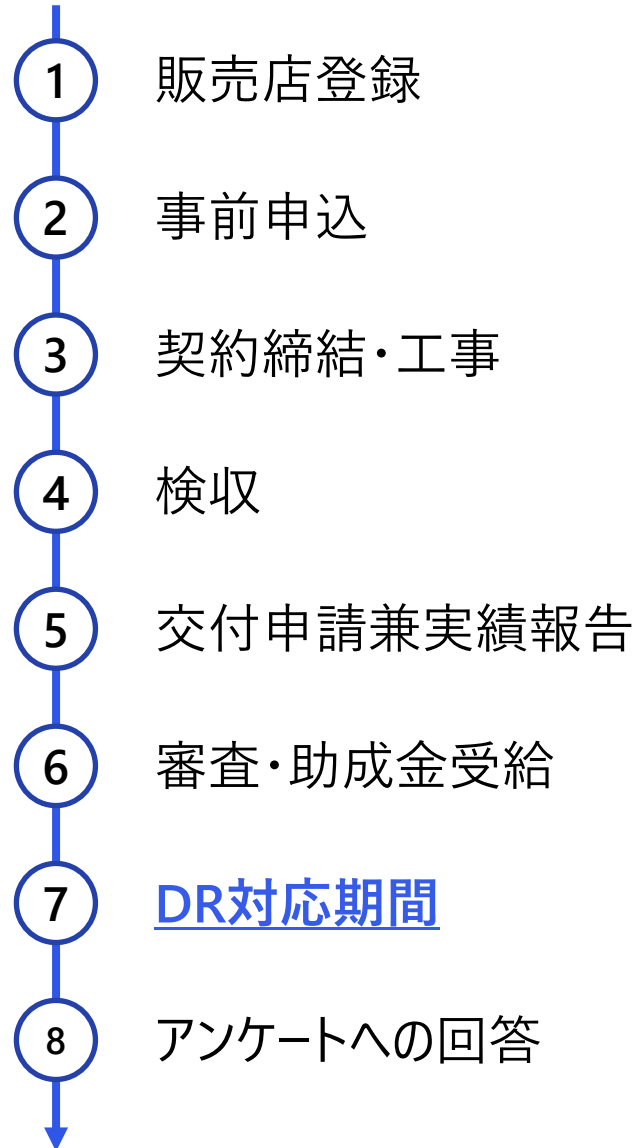 1 販売店登録
2 事前申込
3 契約締結・工事
4 検収
5 交付申請兼実績報告
6 審査・助成金受給
7 DR対応期間
8 アンケートへの回答